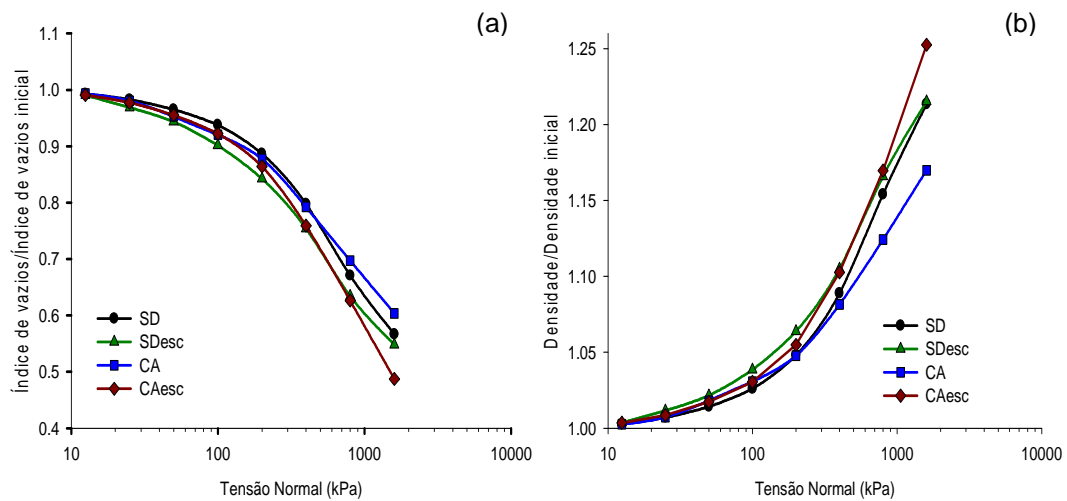 (a)
Índice de vazios/Índice de vazios inicial
1.1
1.0
0.9
0.8
0.7
0.6
0.5
0.4
SD
SDesc
CA
CAesc
10
100
1000
10000
Tensão Normal (kPa)
(b)
Densidade/Densidade inicial
1.25
1.20
1.15
1.10
1.05
1.00
SD
SDesc
CA
CAesc
10
100
1000
10000
Tensão Normal (kPa)